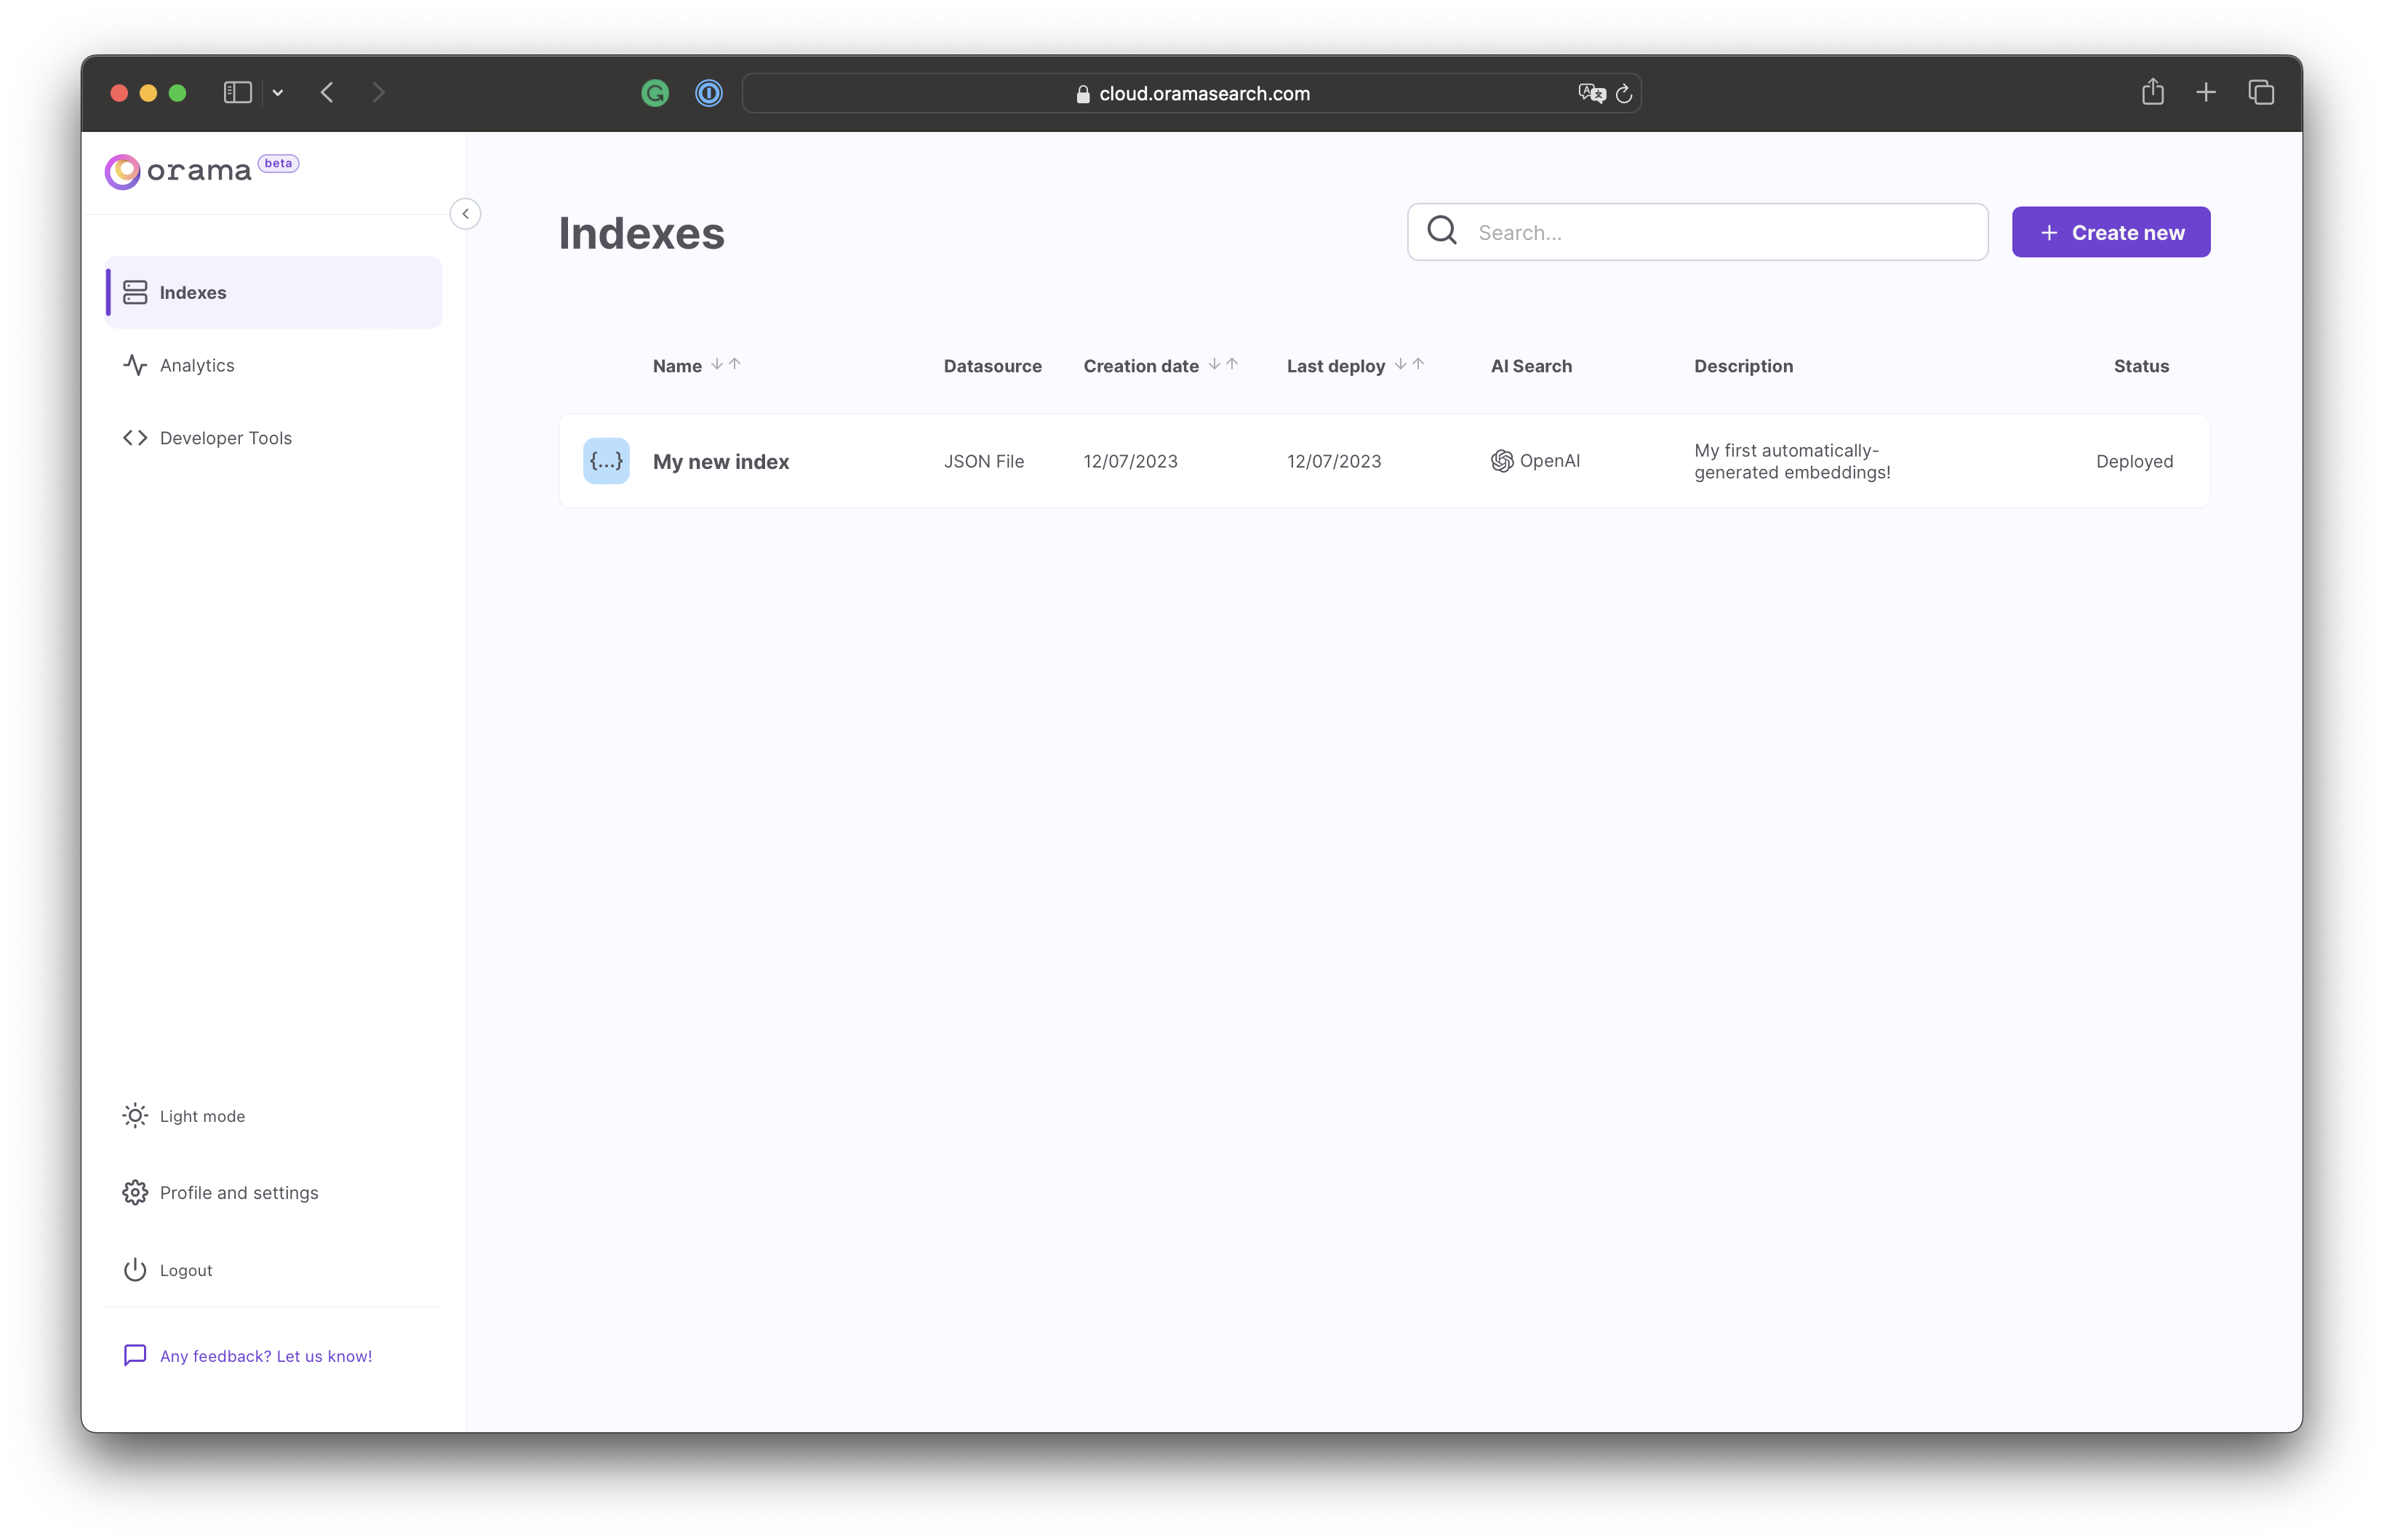 cloud.oramasearch.com
orama beta
Indexes
Analytics
Developer Tools
Light mode
Profile and settings
Logout
Any feedback? Let us know!
Indexes
Search...
+ Create new
Name Datasource Creation date Last deploy AI Search Description Status
{...} My new index JSON File 12/07/2023 12/07/2023 OpenAI My first automatically-
generated embeddings! Deployed